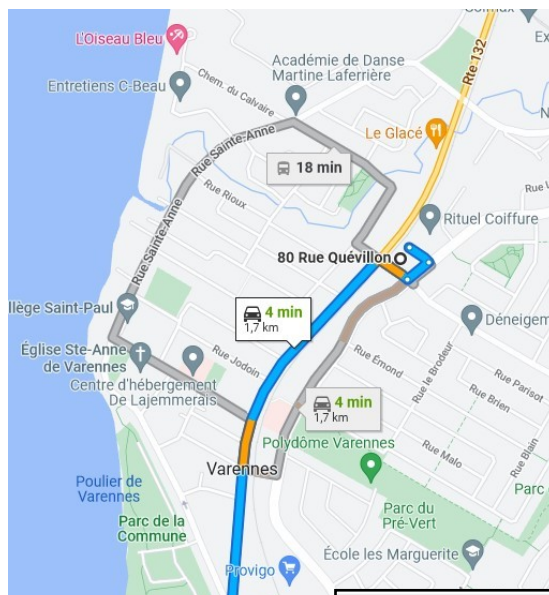 L'Oiseau Bleu
Rte 132
Chem. du Calvaire
Académie de Danse
Martine Laferrière
Entretiens C-Beau
Le Glacé
Rue Sainte-Anne
18 min
Rue Rioux
Rituel Coiffure
80 Rue Quévillon
Rue Sainte-Anne
4 min
1,7 km
llège Saint-Paul
Déneigem
Église Ste-Anne
de Varennes
Rue Jodoin
Rue Émond
Rue le Brodeur
Rue Parisot
Centre d'hébergement
De Lajemmerais
4 min
1,7 km
Rue Brien
Rue Blain
Polydôme Varennes
Rue Malo
Varennes
Poulier de
Varennes
Parc du
Pré-Vert
Parc
Parc de la
Commune
École les Marguerite
Provigo